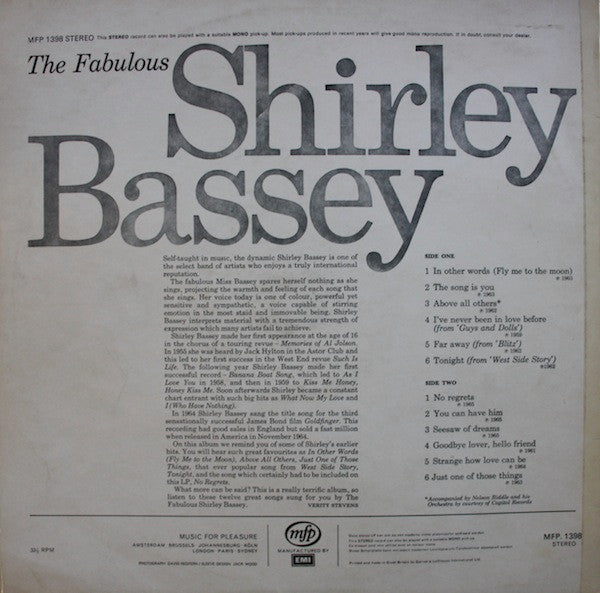 MFP 1398 STEREO This STEREO record can also be played with a suitable MONO pick-up. Most pick-ups produced in recent years will give good mono reproduction. If in doubt, consult your dealer.
The Fabulous
Shirley
Bassey
Self-taught in music, the dynamic Shirley Bassey is one of
the select band of artists who enjoys a truly international
reputation.
The fabulous Miss Bassey spares herself nothing as she
sings, projecting the warmth and feeling of each song that
she sings. Her voice today is one of colour, powerful yet
sensitive and sympathetic, a voice capable of stirring
emotion in the most staid and immovable being. Shirley
Bassey interprets material with a tremendous strength of
expression which many artists fail to achieve.
Shirley Bassey made her first appearance at the age of 16
in the chorus of a touring revue – Memories of Al Jolson.
In 1955 she was heard by Jack Hylton in the Astor Club and
this led to her first success in the West End revue Such Is
Life. The following year Shirley Bassey made her first
successful record – Banana Boat Song, which led to As I
Love You in 1958, and then in 1959 to Kiss Me Honey,
Honey Kiss Me. Soon afterwards Shirley became a constant
chart entrant with such big hits as What Now My Love and
I (Who Have Nothing).
In 1964 Shirley Bassey sang the title song for the third
sensationally successful James Bond film Goldfinger. This
recording had good sales in England but sold a fast million
when released in America in November 1964.
On this album we remind you of some of Shirley's earlier
hits. You will hear such great favourites as In Other Words
(Fly Me to the Moon), Above All Others, Just One Of Those
Things, that ever popular song from West Side Story,
Tonight, and the song which certainly had to be included on
this LP, No Regrets.
What more can be said? This is a really terrific album, so
listen to these twelve great songs sung for you by The
Fabulous Shirley Bassey. VERITY STEVENS
SIDE ONE
1 In other words (Fly me to the moon)
℗ 1961
2 The song is you
℗ 1962
3 Above all others*
℗ 1963
4 I've never been in love before
(from 'Guys and Dolls')
5 Far away (from 'Blitz')
℗ 1962
6 Tonight (from 'West Side Story')
℗ 1962
SIDE TWO
1 No regrets
℗ 1965
2 You can have him
℗ 1965
3 Seesaw of dreams
℗ 1965
4 Goodbye lover, hello friend
℗ 1961
5 Strange how love can be
℗ 1964
6 Just one of those things
℗ 1963
*Accompanied by Nelson Riddle and his
Orchestra by courtesy of Capitol Records
33⅓ RPM
MUSIC FOR PLEASURE
AMSTERDAM·BRUSSELS·JOHANNESBURG·KÖLN
LONDON·PARIS·SYDNEY
PHOTOGRAPH DAVID REDFERN / SLEEVE DESIGN JACK WOOD
mfp
MANUFACTURED BY
EMI
MFP. 1398
STEREO